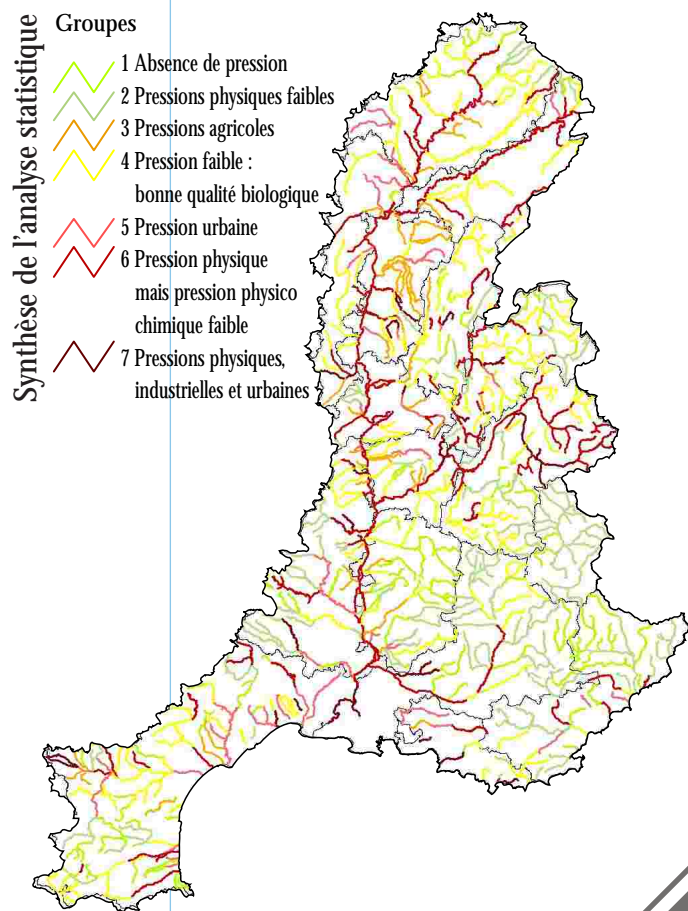 Synthèse de l'analyse statistique
Groupes
1 Absence de pression
2 Pressions physiques faibles
3 Pressions agricoles
4 Pression faible :
bonne qualité biologique
5 Pression urbaine
6 Pression physique
mais pression physico
chimique faible
7 Pressions physiques,
industrielles et urbaines